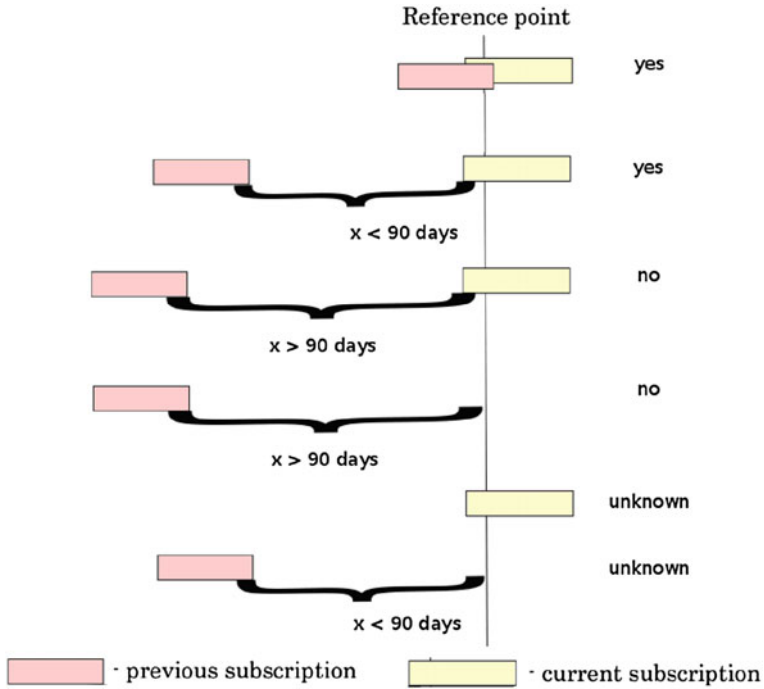 Reference point
yes
yes
x < 90 days
no
x > 90 days
no
x > 90 days
unknown
unknown
x < 90 days
- previous subscription
- current subscription